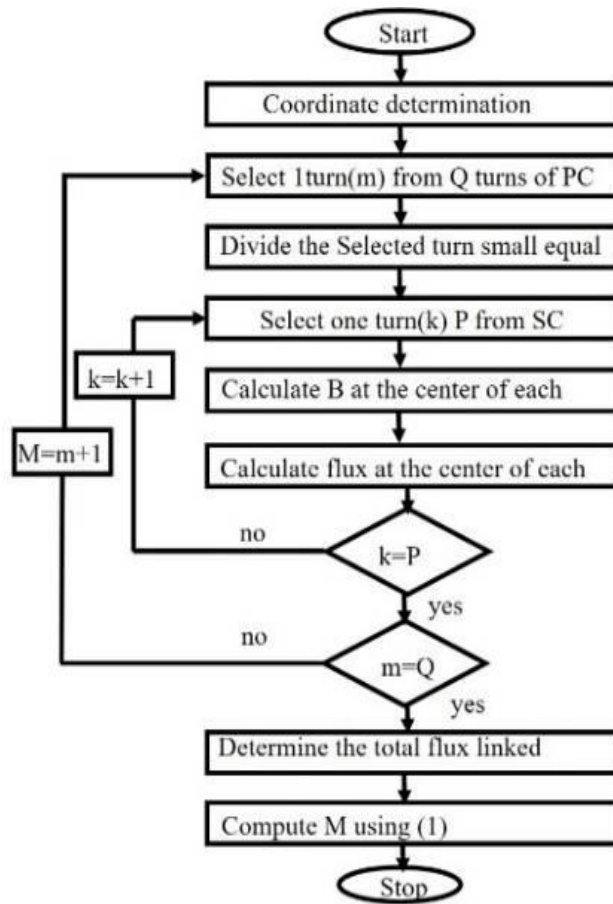 Start
Coordinate determination
Select 1turn(m) from Q turns of PC
Divide the Selected turn small equal
Select one turn(k) P from SC
k=k+1
Calculate B at the center of each
M=m+1
Calculate flux at the center of each
no
k=P
yes
no
m=Q
yes
Determine the total flux linked
Compute M using (1)
Stop